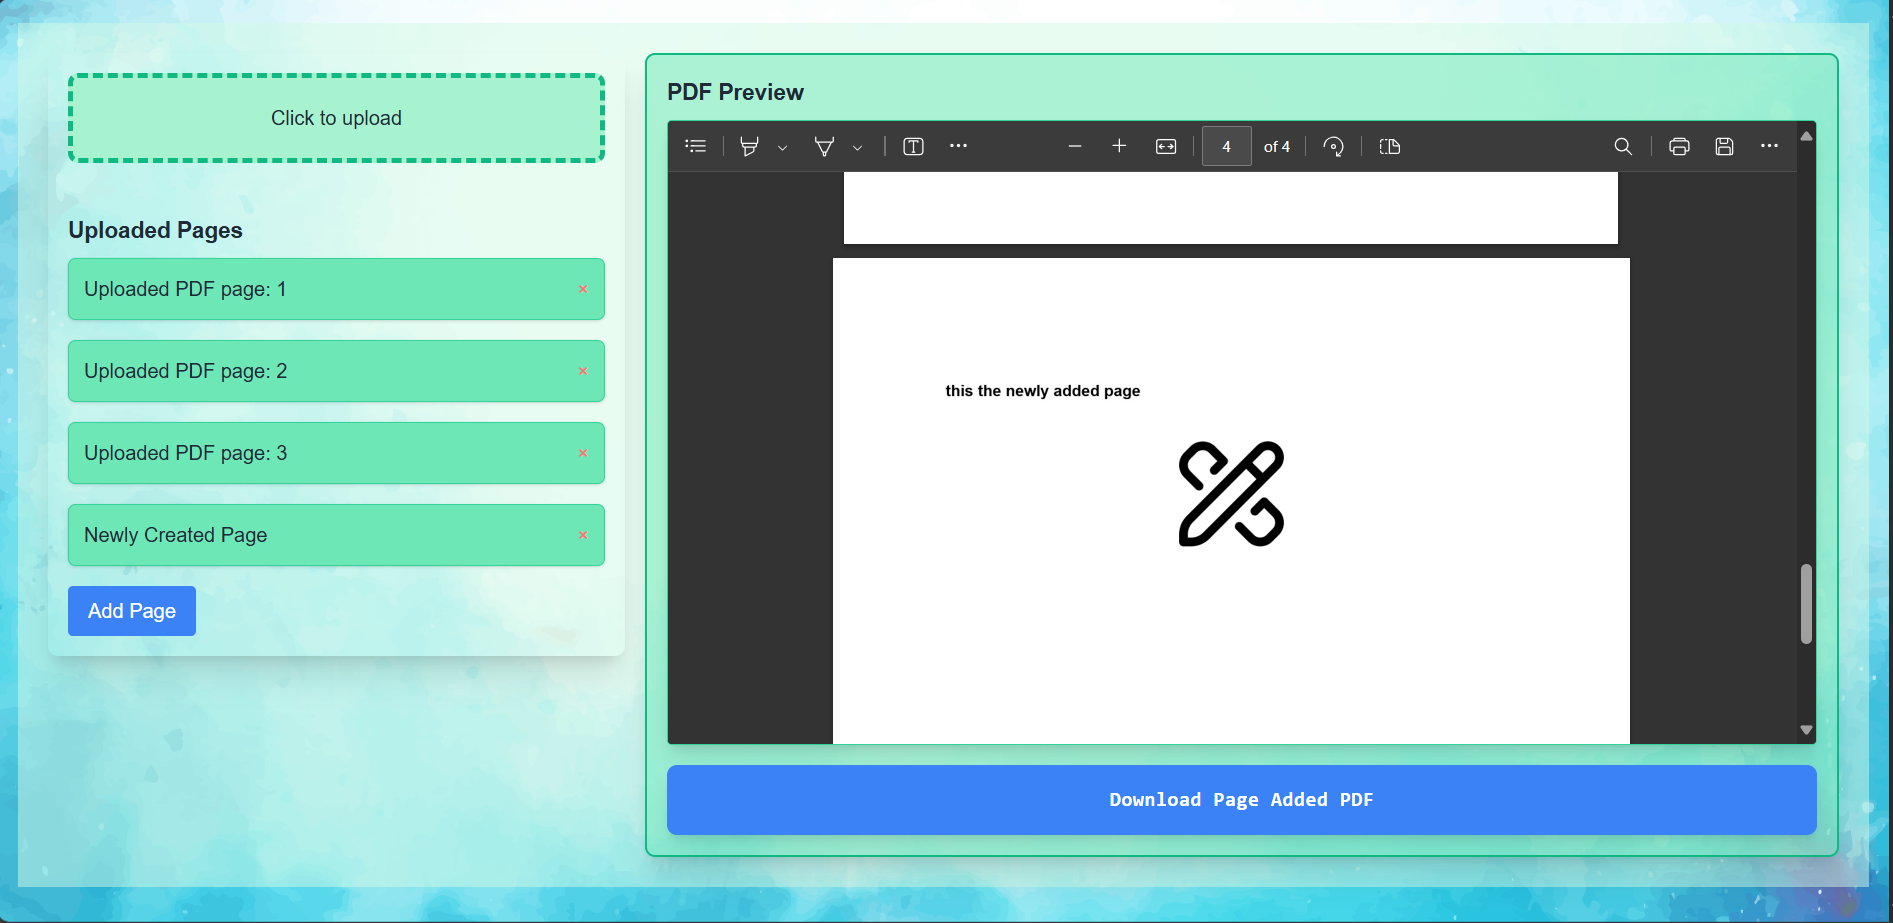 Click to upload
Uploaded Pages
Uploaded PDF page: 1 ×
Uploaded PDF page: 2 ×
Uploaded PDF page: 3 ×
Newly Created Page ×
Add Page
PDF Preview
4 of 4
this the newly added page
Download Page Added PDF